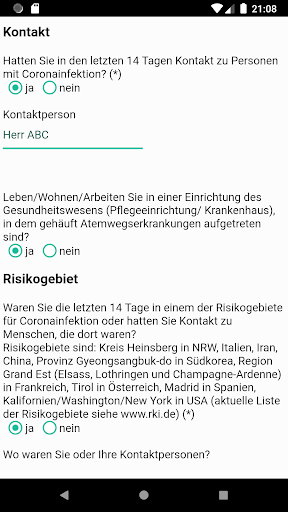 21:08
Kontakt
Hatten Sie in den letzten 14 Tagen Kontakt zu Personen
mit Coronainfektion? (*)
ja nein
Kontaktperson
Herr ABC
Leben/Wohnen/Arbeiten Sie in einer Einrichtung des
Gesundheitswesens (Pflegeeinrichtung/ Krankenhaus),
in dem gehäuft Atemwegserkrankungen aufgetreten
sind?
ja nein
Risikogebiet
Waren Sie die letzten 14 Tage in einem der Risikogebiete
für Coronainfektion oder hatten Sie Kontakt zu
Menschen, die dort waren?
Risikogebiete sind: Kreis Heinsberg in NRW, Italien, Iran,
China, Provinz Gyeongsangbuk-do in Südkorea, Region
Grand Est (Elsass, Lothringen und Champagne-Ardenne)
in Frankreich, Tirol in Österreich, Madrid in Spanien,
Kalifornien/Washington/New York in USA (aktuelle Liste
der Risikogebiete siehe www.rki.de) (*)
ja nein
Wo waren Sie oder Ihre Kontaktpersonen?